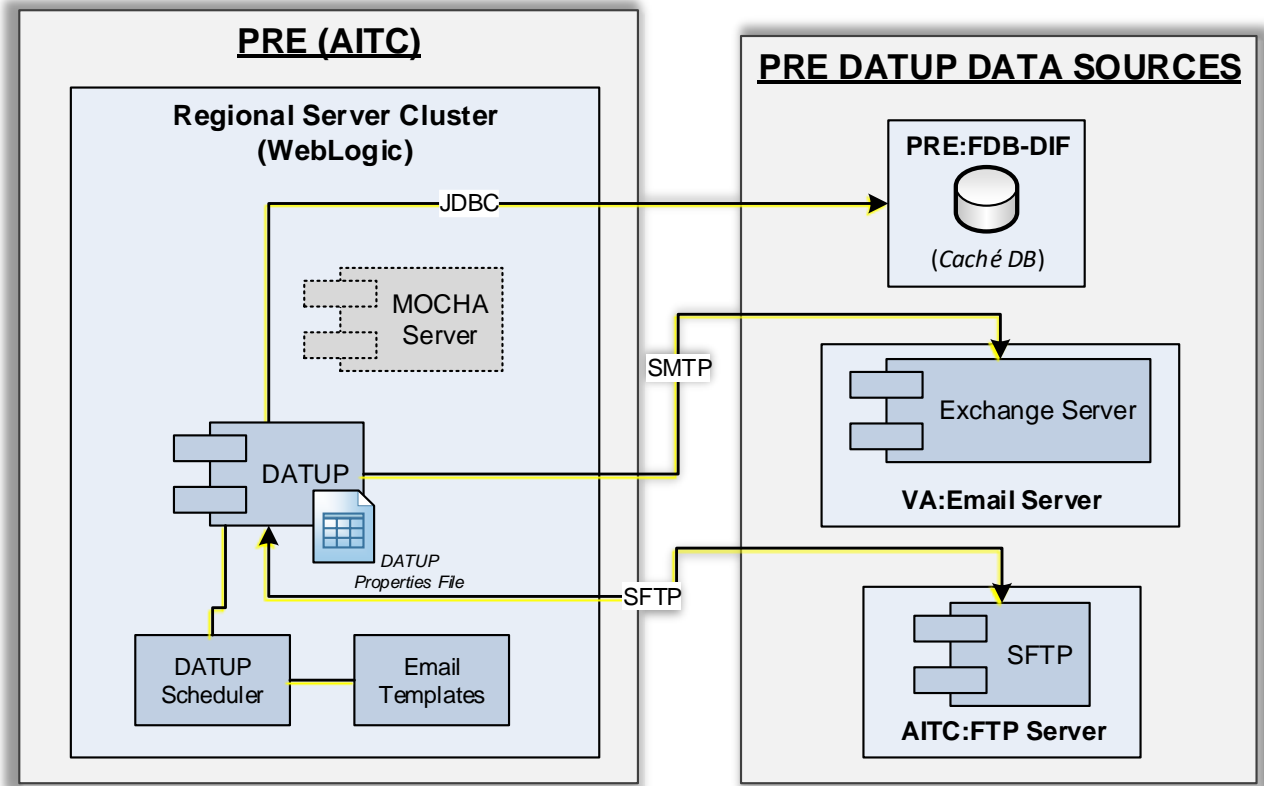 PRE (AITC)
Regional Server Cluster
(WebLogic)
JDBC
MOCHA
Server
DATUP
DATUP
Properties File
DATUP
Scheduler
Email
Templates
SMTP
SFTP
PRE DATUP DATA SOURCES
PRE:FDB-DIF
(Caché DB)
Exchange Server
VA:Email Server
SFTP
AITC:FTP Server